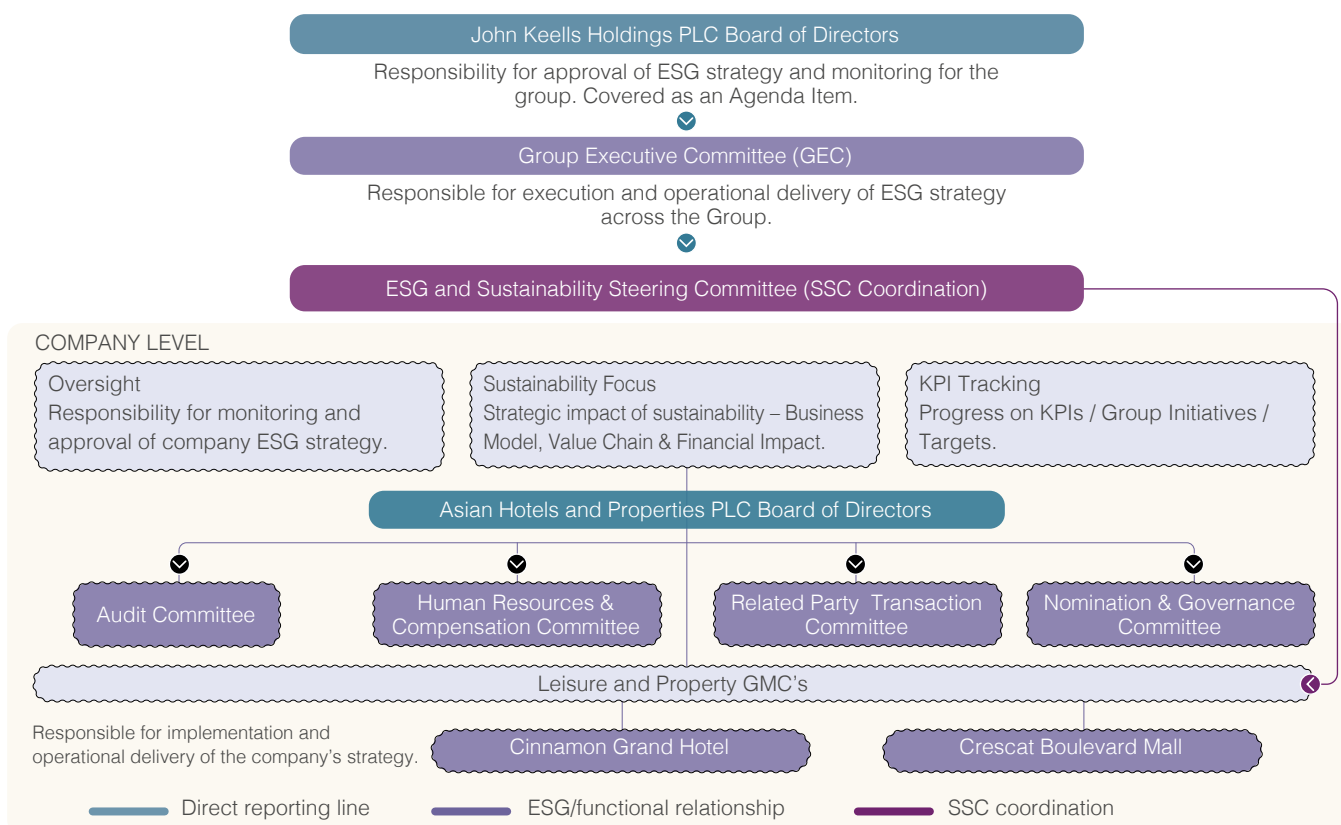 John Keells Holdings PLC Board of Directors
Responsibility for approval of ESG strategy and monitoring for the
group. Covered as an Agenda Item.
Group Executive Committee (GEC)
Responsible for execution and operational delivery of ESG strategy
across the Group.
ESG and Sustainability Steering Committee (SSC Coordination)
COMPANY LEVEL
Oversight
Responsibility for monitoring and
approval of company ESG strategy.
Sustainability Focus
Strategic impact of sustainability – Business
Model, Value Chain & Financial Impact.
KPI Tracking
Progress on KPIs / Group Initiatives /
Targets.
Asian Hotels and Properties PLC Board of Directors
Audit Committee
Human Resources &
Compensation Committee
Related Party Transaction
Committee
Nomination & Governance
Committee
Leisure and Property GMC's
Responsible for implementation and
operational delivery of the company's strategy.
Cinnamon Grand Hotel
Crescat Boulevard Mall
Direct reporting line
ESG/functional relationship
SSC coordination